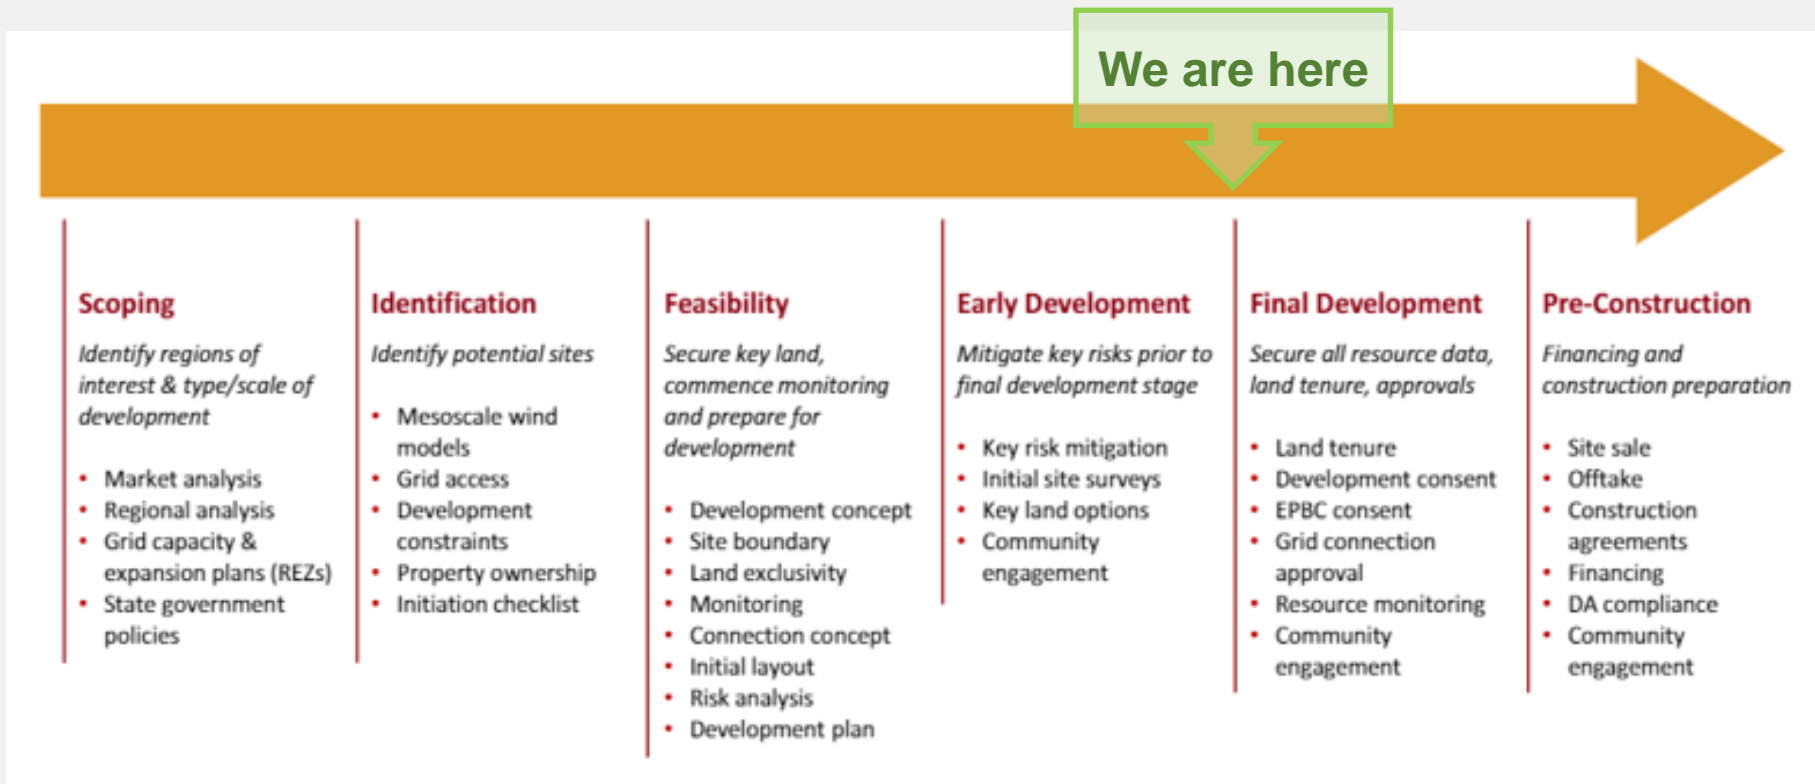 We are here
Scoping
Identify regions of
interest & type/scale of
development
• Market analysis
• Regional analysis
• Grid capacity &
expansion plans (REZs)
• State government
policies
Identification
Identify potential sites
• Mesoscale wind
models
• Grid access
• Development
constraints
• Property ownership
• Initiation checklist
Feasibility
Secure key land,
commence monitoring
and prepare for
development
• Development concept
• Site boundary
• Land exclusivity
• Monitoring
• Connection concept
• Initial layout
• Risk analysis
• Development plan
Early Development
Mitigate key risks prior to
final development stage
• Key risk mitigation
• Initial site surveys
• Key land options
• Community
engagement
Final Development
Secure all resource data,
land tenure, approvals
• Land tenure
• Development consent
• EPBC consent
• Grid connection
approval
• Resource monitoring
• Community
engagement
Pre-Construction
Financing and
construction preparation
• Site sale
• Offtake
• Construction
agreements
• Financing
• DA compliance
• Community
engagement